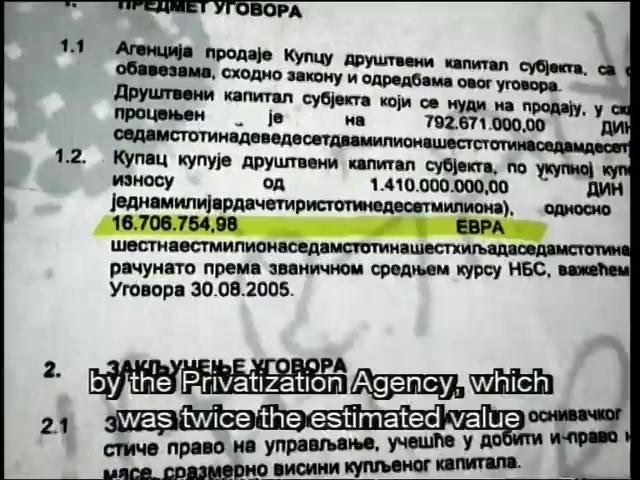 1. ПРЕДМЕТ УГОВОРА
1.1 Агенција продаје Купцу друштвени капитал субјекта, са
обавезама, сходно закону и одредбама овог уговора.
Друштвени капитал субјекта који се нуди на продају, у
процењен је на 792.671.000,00 ДИН
седамстотинадеведесетдвамилионашестстотинаседамдесет
1.2. Купац купује друштвени капитал субјекта, по укупној
износу од 1.410.000.000,00 ДИН
једнамилијардачетиристотинедесетмилиона), односно
16.706.754,98 ЕВРА
шестнаестмилионаседамстотинашестхиљадаседамстотина
рачунато према званичном средњем курсу НБС, важећем
Уговора 30.08.2005.
2. ЗАКЉУЧЕЊЕ УГОВОРА
by the Privatization Agency, which
was twice the estimated value
2.1 оснивачког
стиче право на управљање, учешће у добити и право
масе, сразмерно висини купљеног капитала.